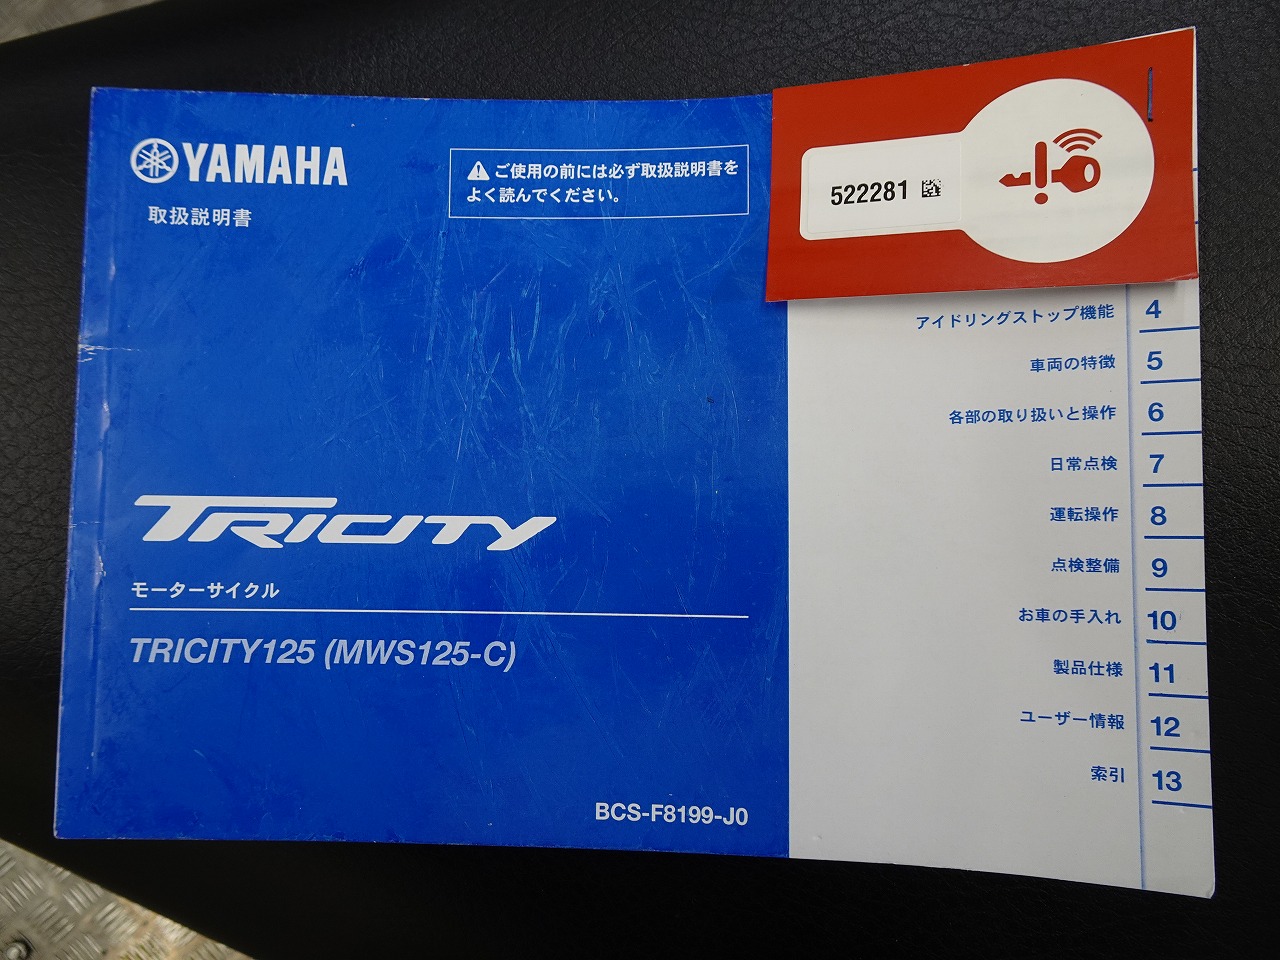 YAMAHA
取扱説明書
ご使用の前には必ず取扱説明書を
よく読んでください。
522281
TRICITY
モーターサイクル
TRICITY125 (MWS125-C)
BCS-F8199-J0
アイドリングストップ機能 4
車両の特徴 5
各部の取り扱いと操作 6
日常点検 7
運転操作 8
点検整備 9
お車の手入れ 10
製品仕様 11
ユーザー情報 12
索引 13